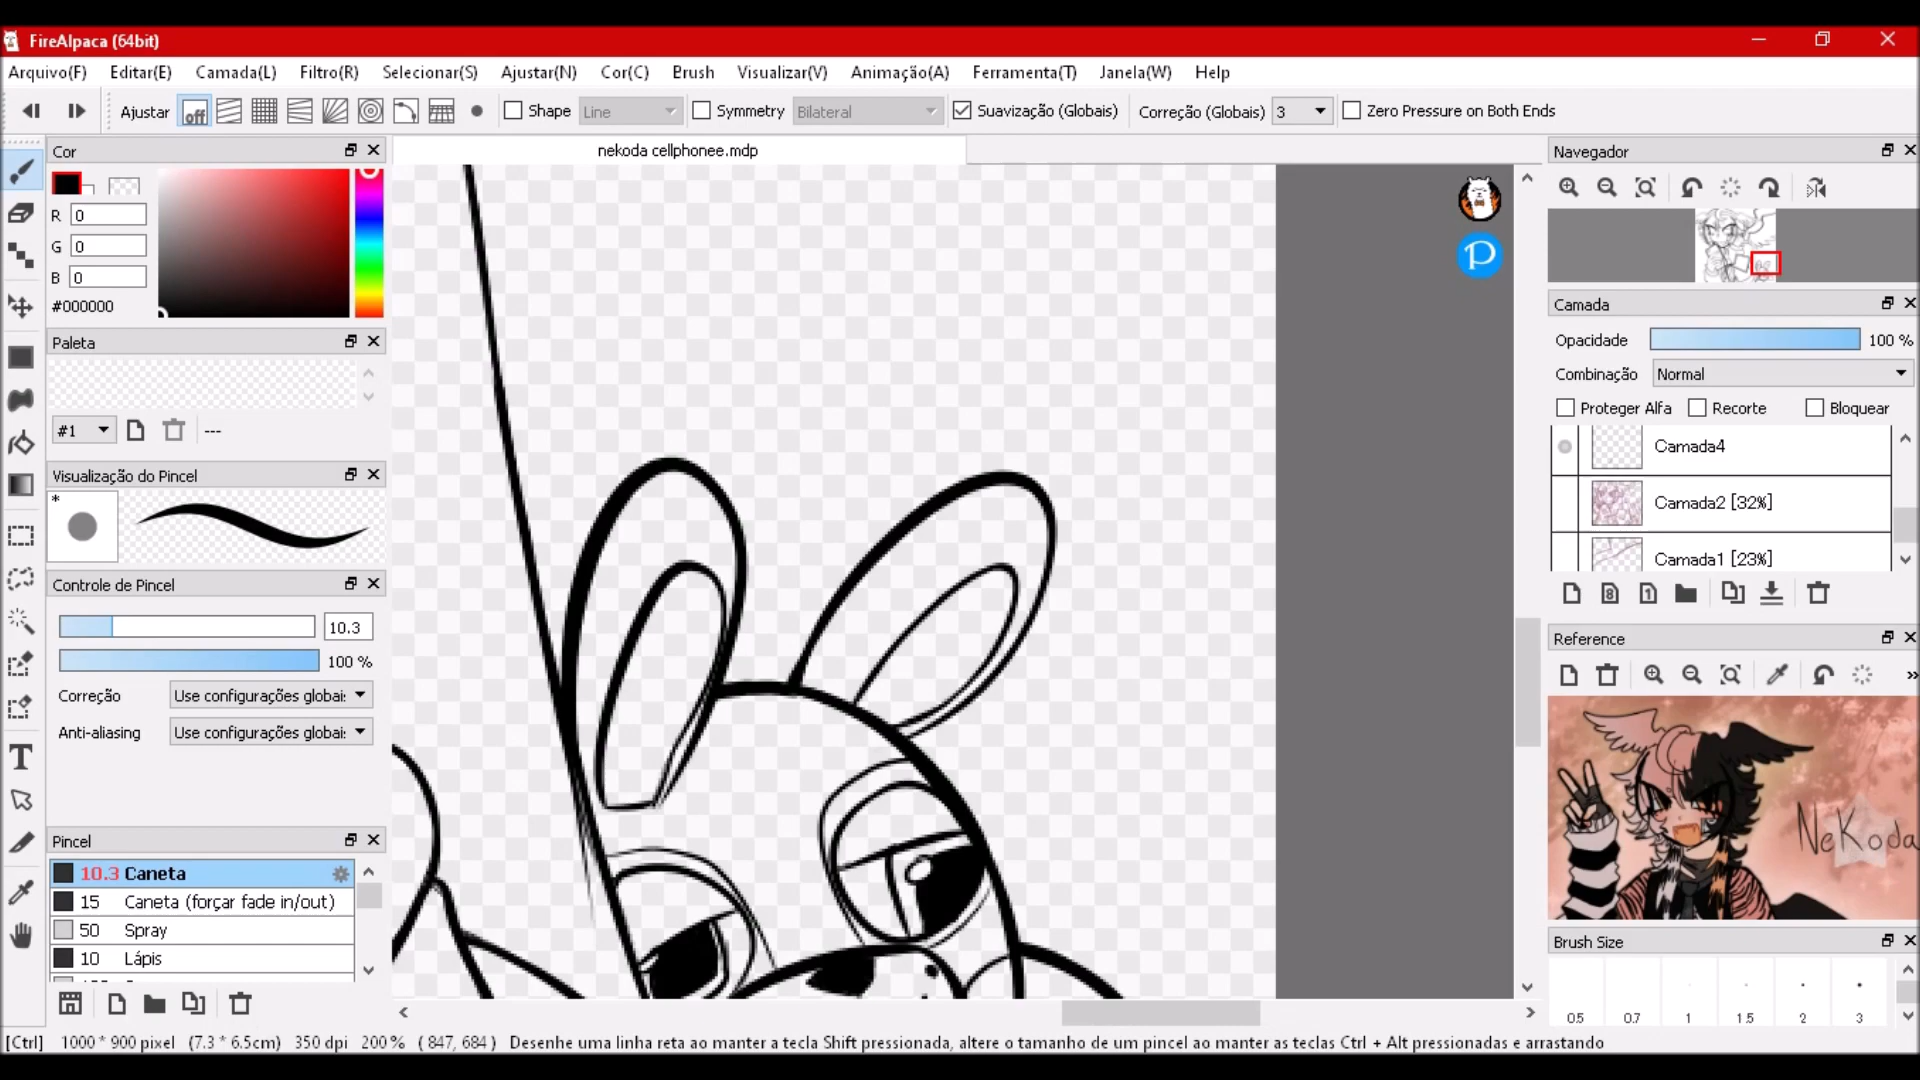 FireAlpaca (64bit)
Arquivo(F) Editar(E) Camada(L) Filtro(R) Selecionar(S) Ajustar(N) Cor(C) Brush Visualizar(V) Animação(A) Ferramenta(T) Janela(W) Help
Ajustar off Shape Line Symmetry Bilateral Suavização (Globais) Correção (Globais) 3 Zero Pressure on Both Ends
Cor
nekoda cellphonee.mdp
Navegador
R 0
G 0
B 0
#000000
Camada
Opacidade 100 %
Combinação Normal
Proteger Alfa Recorte Bloquear
Camada4
Camada2 [32%]
Camada1 [23%]
Paleta
#1 ---
Visualização do Pincel
*
Controle de Pincel
10.3
100 %
Correção Use configurações globai:
Anti-aliasing Use configurações globai:
Reference
NeKoda
Pincel
10.3 Caneta
15 Caneta (forçar fade in/out)
50 Spray
10 Lápis
Brush Size
0.5 0.7 1 1.5 2 3
[Ctrl] 1000 * 900 pixel (7.3 * 6.5cm) 350 dpi 200 % ( 847, 684 ) Desenhe uma linha reta ao manter a tecla Shift pressionada, altere o tamanho de um pincel ao manter as teclas Ctrl + Alt pressionadas e arrastando